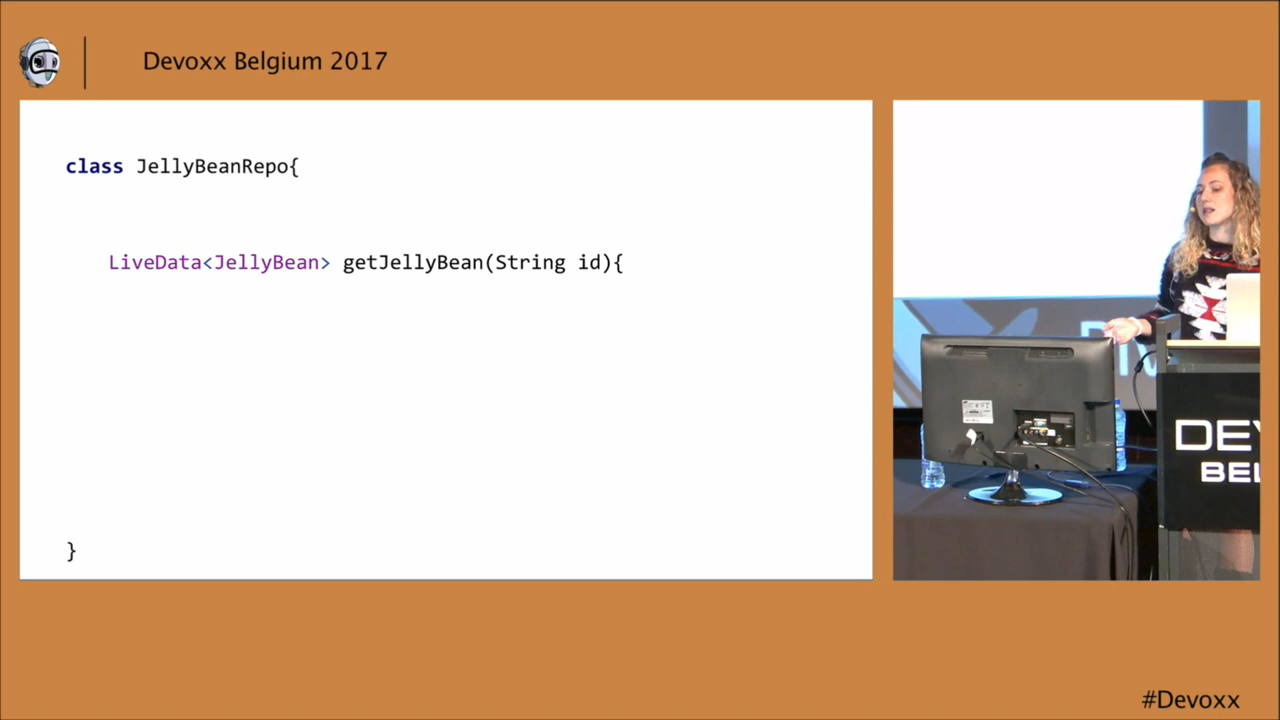 Devoxx Belgium 2017
class JellyBeanRepo{
LiveData<JellyBean> getJellyBean(String id){
}
DEV
BEL
#Devoxx